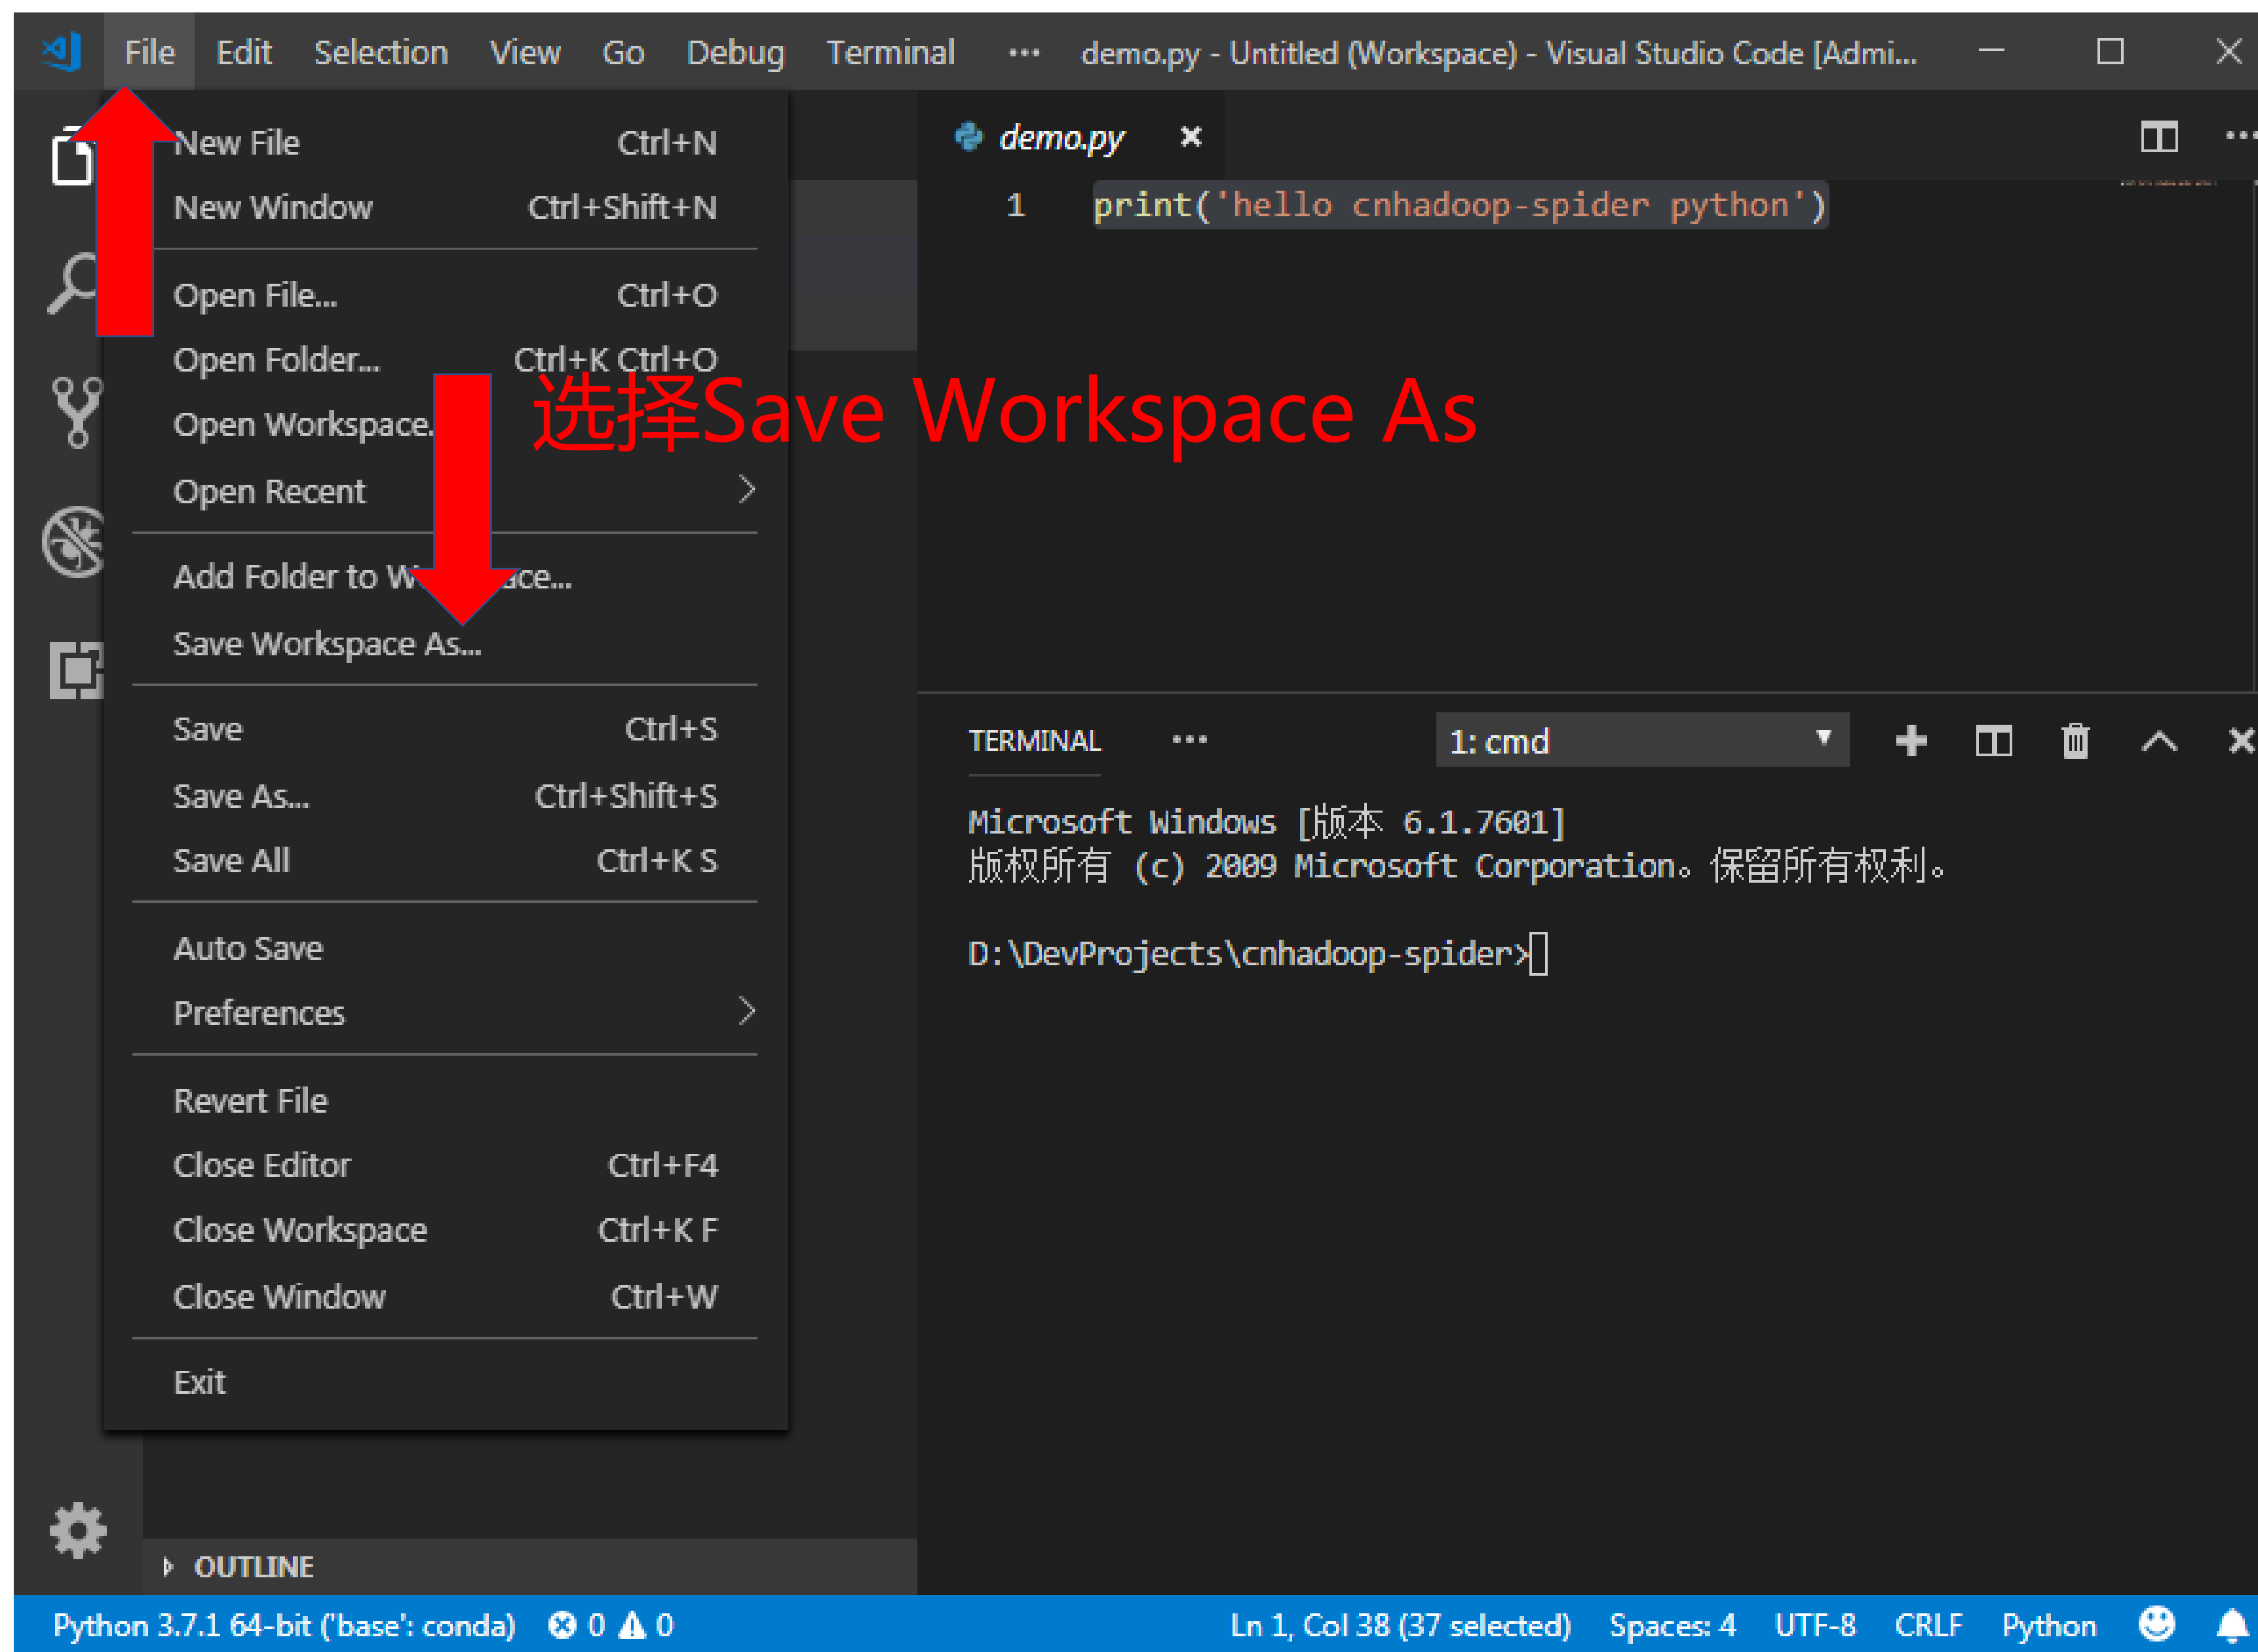 File Edit Selection View Go Debug Terminal ··· demo.py - Untitled (Workspace) - Visual Studio Code [Admi...
New File Ctrl+N
New Window Ctrl+Shift+N
Open File... Ctrl+O
Open Folder... Ctrl+K Ctrl+O
Open Workspace.
Open Recent
Add Folder to
Save Workspace As...
Save Ctrl+S
Save As... Ctrl+Shift+S
Save All Ctrl+K S
Auto Save
Preferences
Revert File
Close Editor Ctrl+F4
Close Workspace Ctrl+K F
Close Window Ctrl+W
Exit
选择Save Workspace As
OUTLINE
demo.py
1 print('hello cnhadoop-spider python')
TERMINAL ··· 1: cmd
Microsoft Windows [版本 6.1.7601]
版权所有 (c) 2009 Microsoft Corporation。保留所有权利。
D:\DevProjects\cnhadoop-spider>
Python 3.7.1 64-bit ('base': conda) 0 0 Ln 1, Col 38 (37 selected) Spaces: 4 UTF-8 CRLF Python